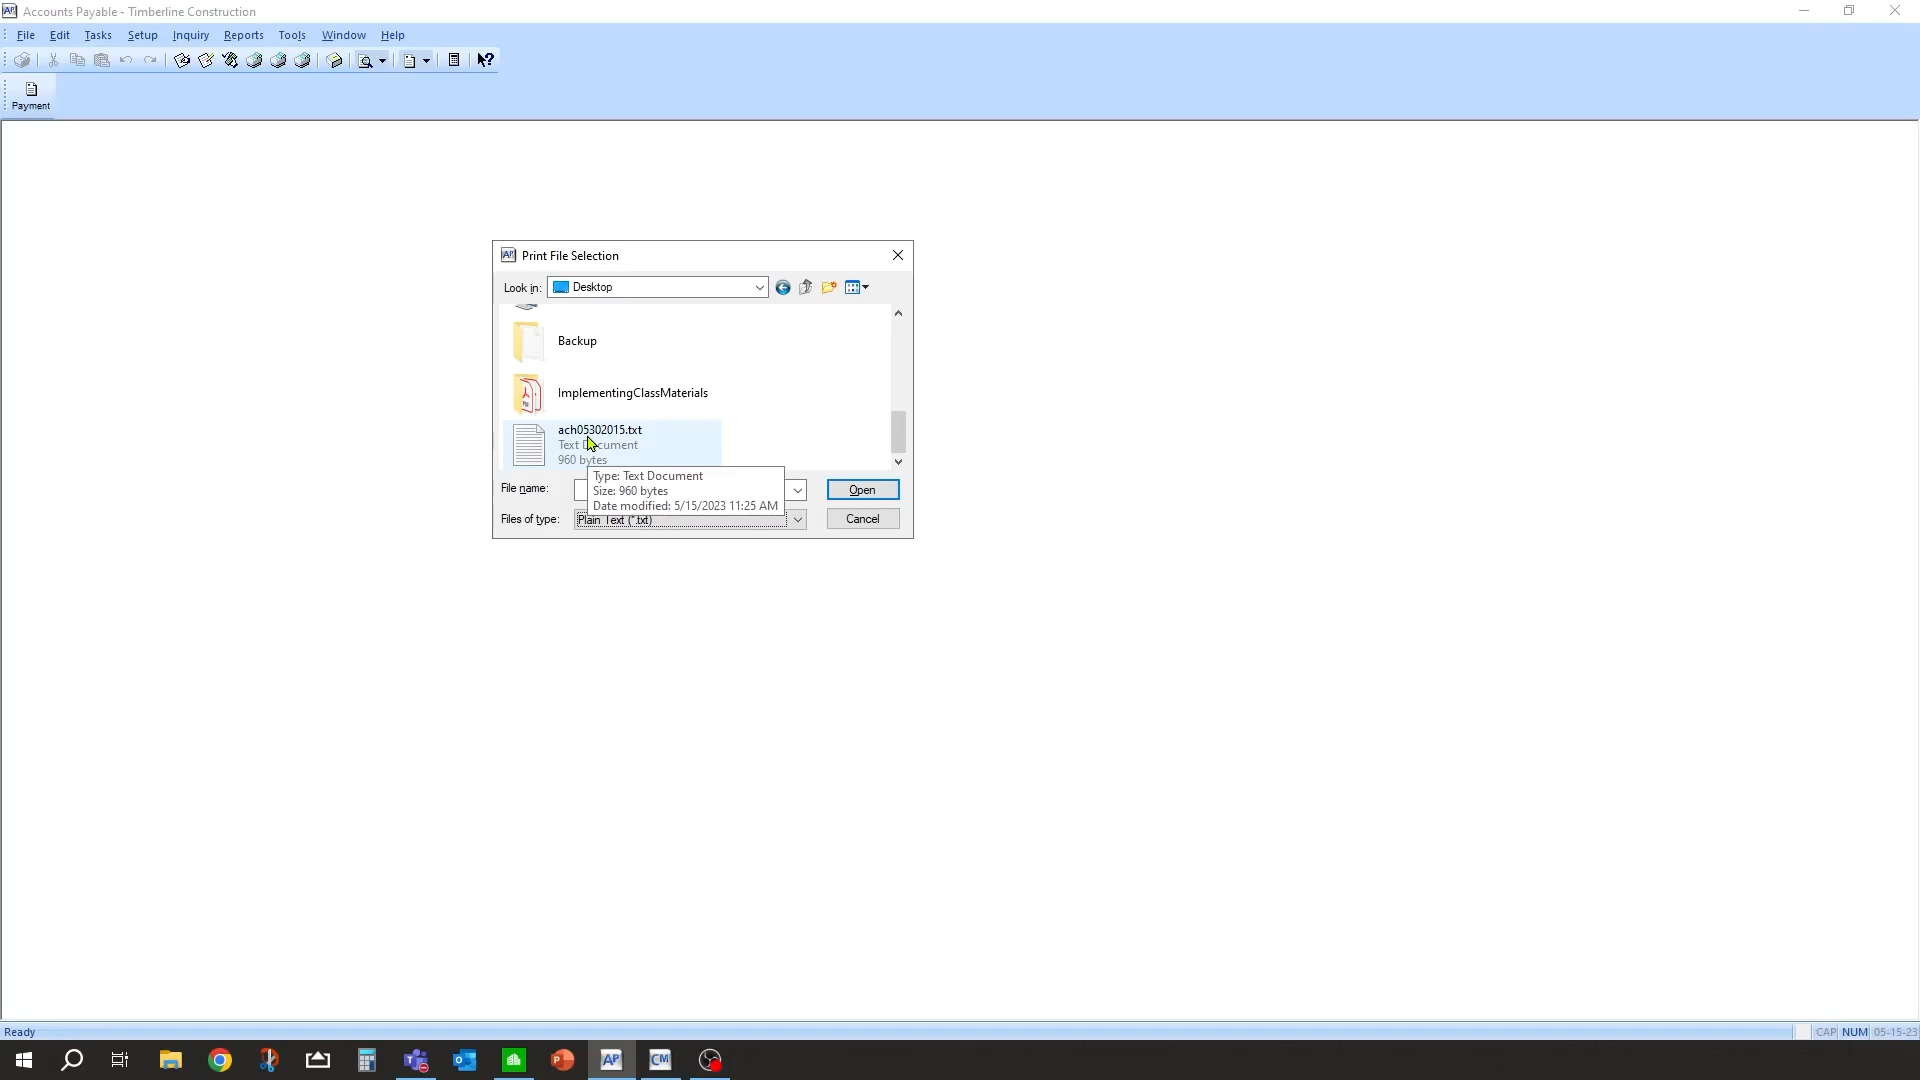 Accounts Payable - Timberline Construction
File Edit Tasks Setup Inquiry Reports Tools Window Help
Payment
Print File Selection
Look in: Desktop
Backup
ImplementingClassMaterials
ach05302015.txt
Text Document
960 bytes
Type: Text Document
Size: 960 bytes
Date modified: 5/15/2023 11:25 AM
File name:
Open
Files of type: Plain Text (*.txt)
Cancel
Ready
CAP NUM 05-15-23
AP CM